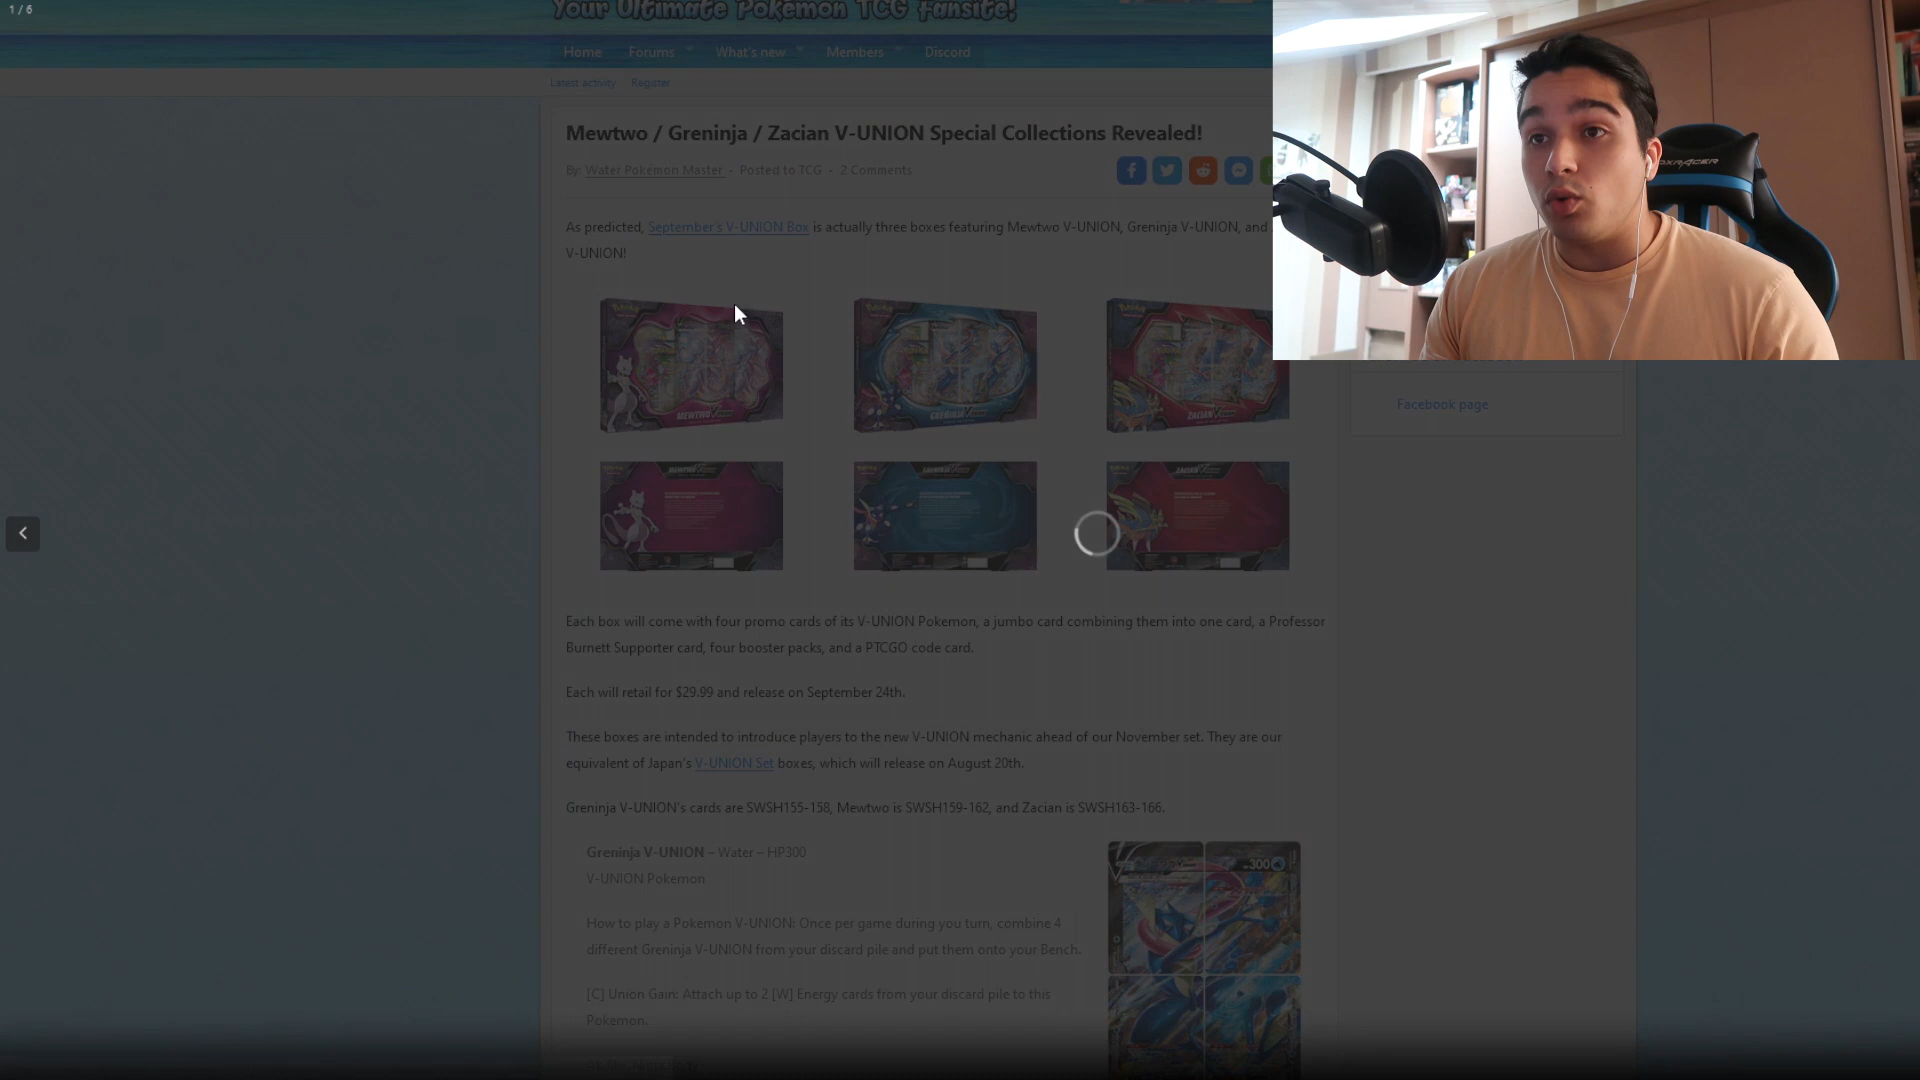 1 / 6
Your Ultimate Pokémon TCG Fansite!
Home Forums What's new Members Discord
Latest activity Register
Mewtwo / Greninja / Zacian V-UNION Special Collections Revealed!
By: Water Pokémon Master · Posted to TCG - 2 Comments
As predicted, September's V-UNION Box is actually three boxes featuring Mewtwo V-UNION, Greninja V-UNION, and
V-UNION!
MEWTWO
GRENINJA
ZACIAN
Facebook page
Each box will come with four promo cards of its V-UNION Pokemon, a jumbo card combining them into one card, a Professor
Burnett Supporter card, four booster packs, and a PTCGO code card.
Each will retail for $29.99 and release on September 24th.
These boxes are intended to introduce players to the new V-UNION mechanic ahead of our November set. They are our
equivalent of Japan's V-UNION Set boxes, which will release on August 20th.
Greninja V-UNION's cards are SWSH155-158, Mewtwo is SWSH159-162, and Zacian is SWSH163-166.
Greninja V-UNION – Water – HP300
V-UNION Pokemon
How to play a Pokemon V-UNION: Once per game during you turn, combine 4
different Greninja V-UNION from your discard pile and put them onto your Bench.
[C] Union Gain: Attach up to 2 [W] Energy cards from your discard pile to this
Pokemon.
300